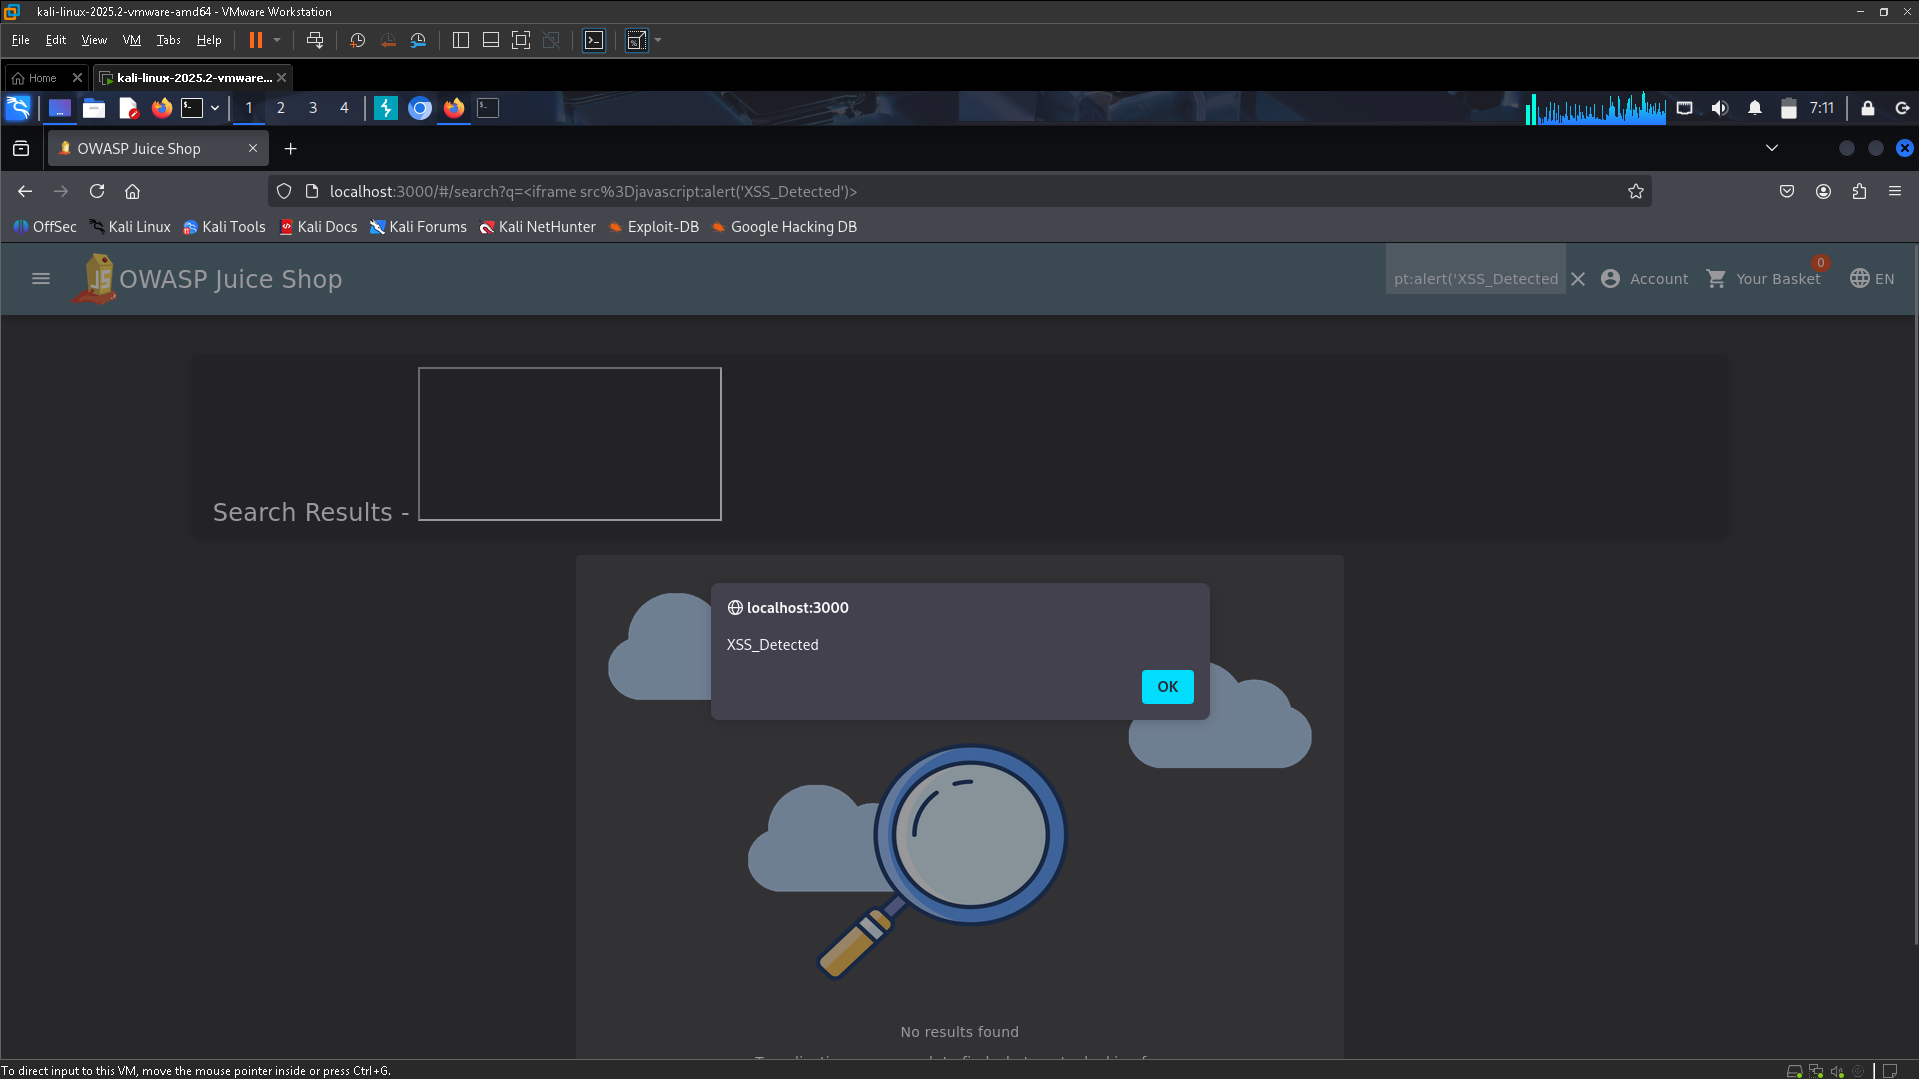 kali-linux-2025.2-vmware-amd64 - VMware Workstation
File Edit View VM Tabs Help
Home kali-linux-2025.2-vmware...
1 2 3 4 7:11
OWASP Juice Shop
localhost:3000/#/search?q=<iframe src%3Djavascript:alert('XSS_Detected')>
OffSec Kali Linux Kali Tools Kali Docs Kali Forums Kali NetHunter Exploit-DB Google Hacking DB
OWASP Juice Shop pt:alert('XSS_Detected Account Your Basket 0 EN
Search Results -
localhost:3000
XSS_Detected
OK
No results found
To direct input to this VM, move the mouse pointer inside or press Ctrl+G.